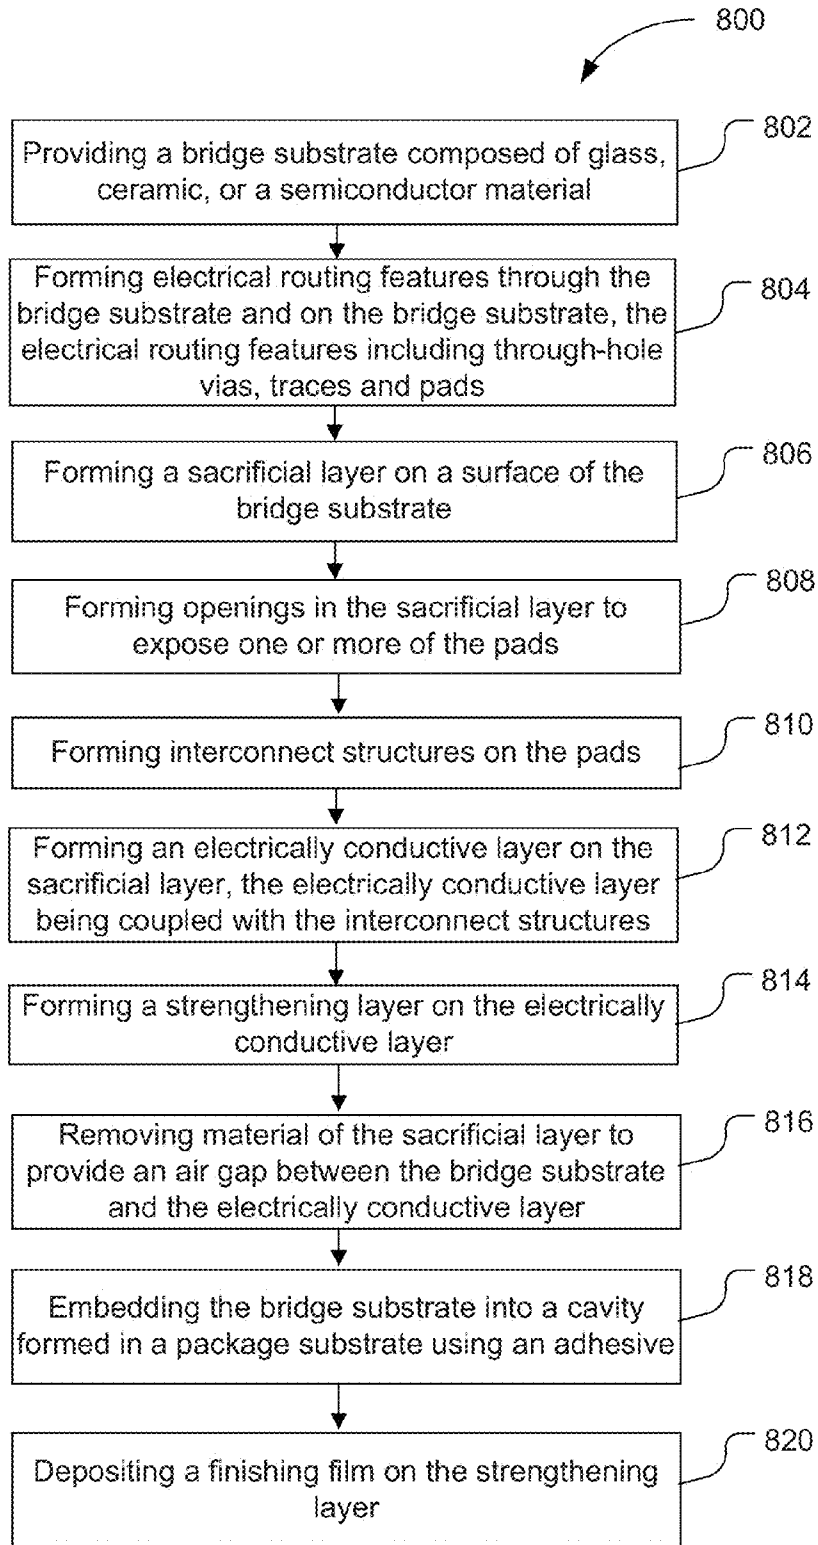 800
802
Providing a bridge substrate composed of glass,
ceramic, or a semiconductor material
804
Forming electrical routing features through the
bridge substrate and on the bridge substrate, the
electrical routing features including through-hole
vias, traces and pads
806
Forming a sacrificial layer on a surface of the
bridge substrate
808
Forming openings in the sacrificial layer to
expose one or more of the pads
810
Forming interconnect structures on the pads
812
Forming an electrically conductive layer on the
sacrificial layer, the electrically conductive layer
being coupled with the interconnect structures
814
Forming a strengthening layer on the electrically
conductive layer
816
Removing material of the sacrificial layer to
provide an air gap between the bridge substrate
and the electrically conductive layer
818
Embedding the bridge substrate into a cavity
formed in a package substrate using an adhesive
820
Depositing a finishing film on the strengthening
layer